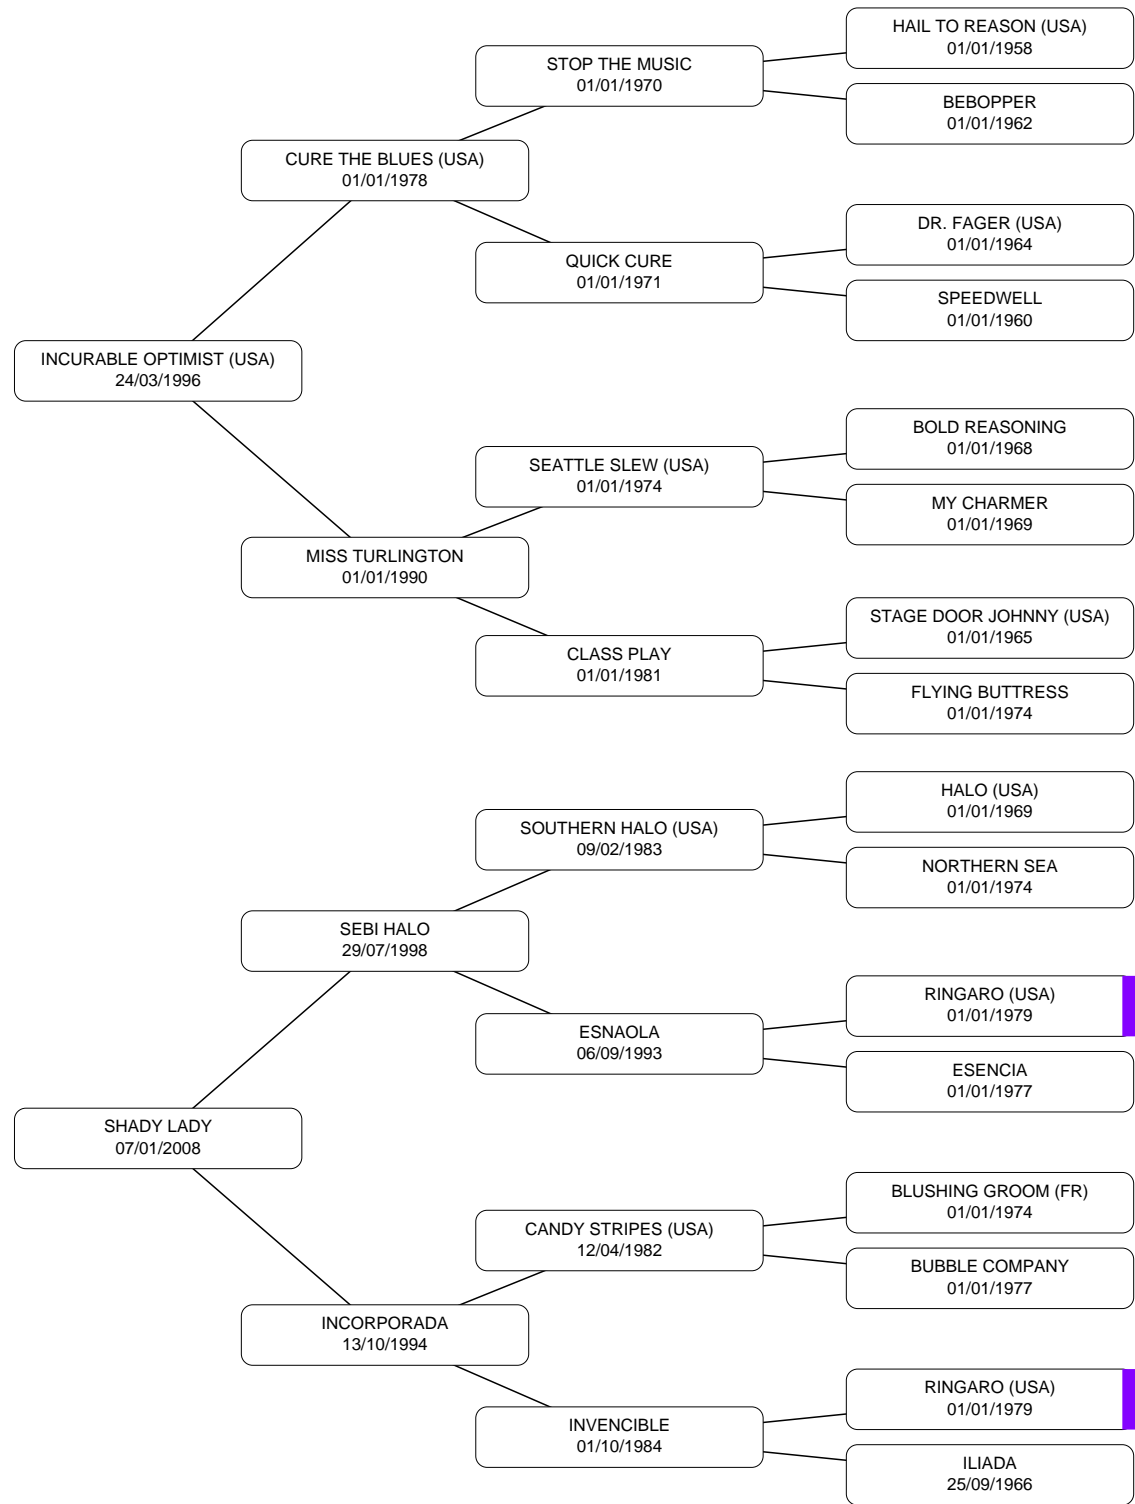 HAIL TO REASON (USA)
01/01/1958
STOP THE MUSIC
01/01/1970
BEBOPPER
01/01/1962
CURE THE BLUES (USA)
01/01/1978
DR. FAGER (USA)
01/01/1964
QUICK CURE
01/01/1971
SPEEDWELL
01/01/1960
INCURABLE OPTIMIST (USA)
24/03/1996
BOLD REASONING
01/01/1968
SEATTLE SLEW (USA)
01/01/1974
MY CHARMER
01/01/1969
MISS TURLINGTON
01/01/1990
STAGE DOOR JOHNNY (USA)
01/01/1965
CLASS PLAY
01/01/1981
FLYING BUTTRESS
01/01/1974
HALO (USA)
01/01/1969
SOUTHERN HALO (USA)
09/02/1983
NORTHERN SEA
01/01/1974
SEBI HALO
29/07/1998
RINGARO (USA)
01/01/1979
ESNAOLA
06/09/1993
ESENCIA
01/01/1977
SHADY LADY
07/01/2008
BLUSHING GROOM (FR)
01/01/1974
CANDY STRIPES (USA)
12/04/1982
BUBBLE COMPANY
01/01/1977
INCORPORADA
13/10/1994
RINGARO (USA)
01/01/1979
INVENCIBLE
01/10/1984
ILIADA
25/09/1966